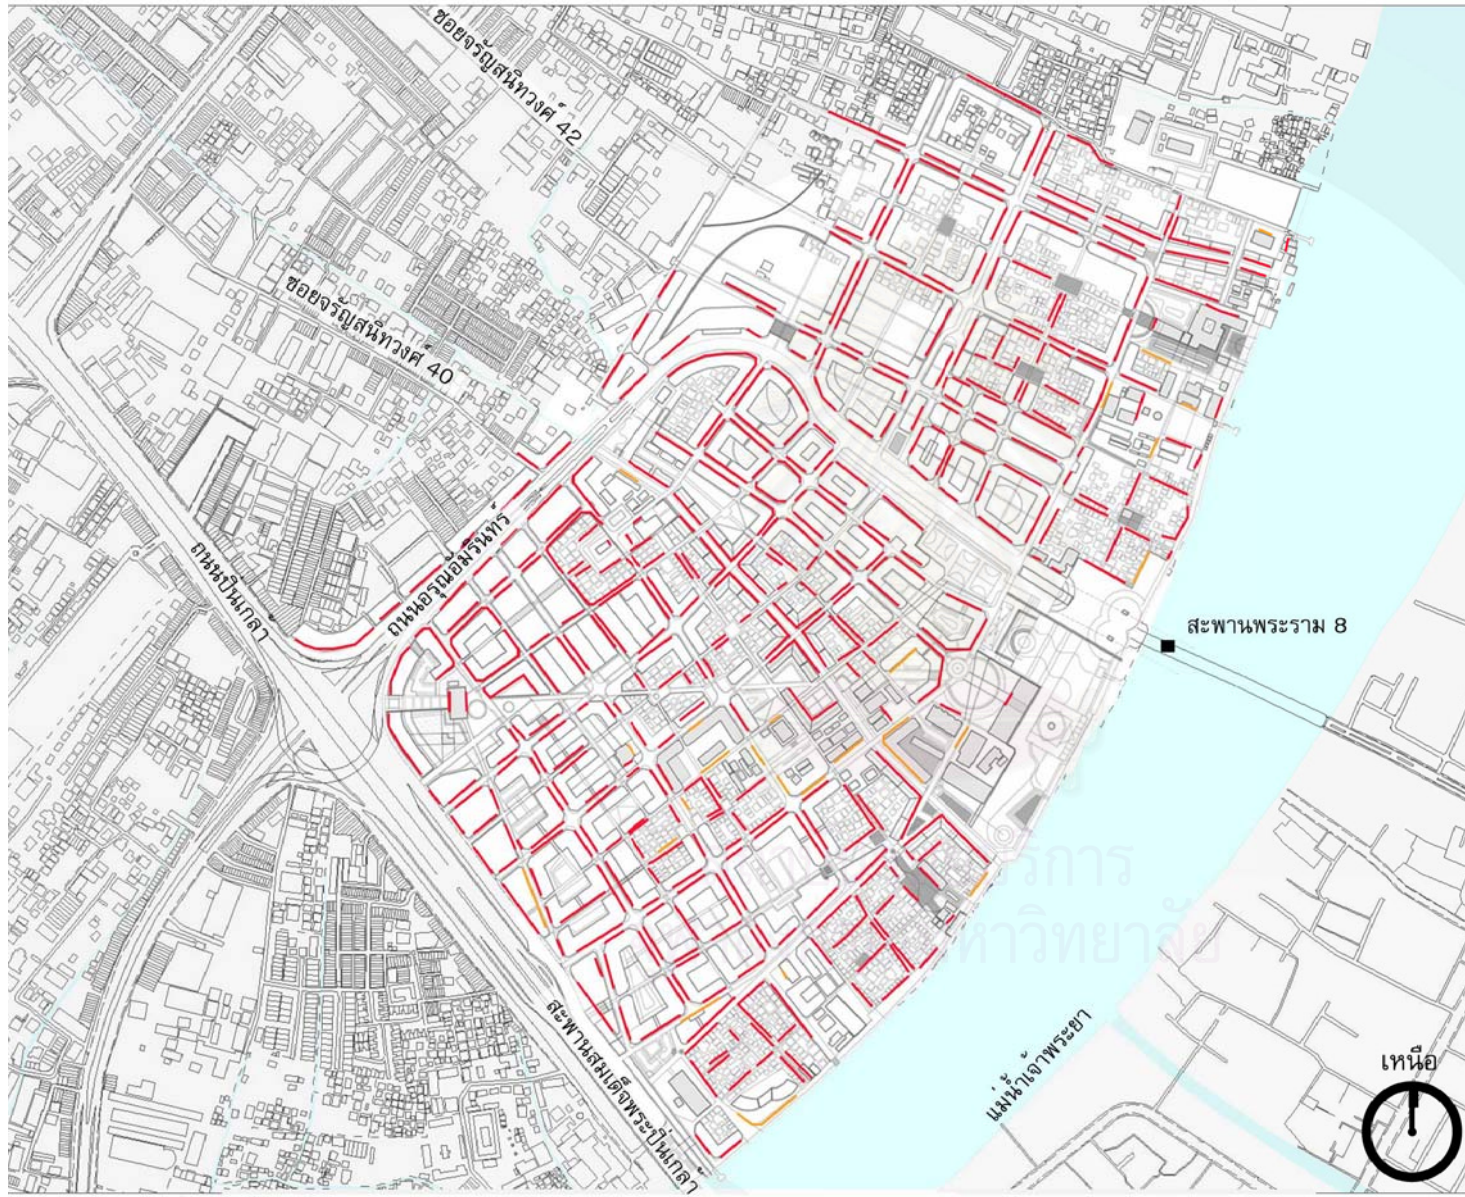 ซอยจรัญสนิทวงศ์ 42
ซอยจรัญสนิทวงศ์ 40
ถนนปิ่นเกล้า
ถนนอรุณอัมรินทร์
สะพานพระราม 8
สะพานสมเด็จพระปิ่นเกล้า
แม่น้ำเจ้าพระยา
เหนือ